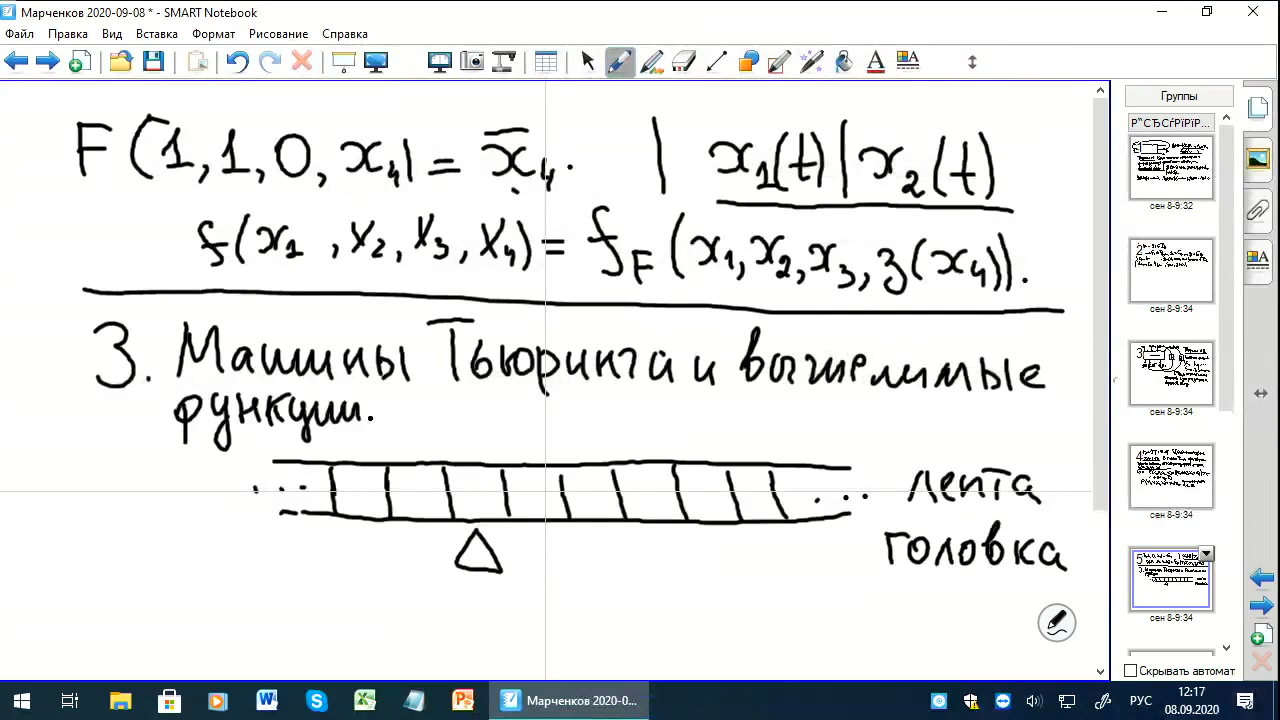 Марченков 2020-09-08 * - SMART Notebook
Файл Правка Вид Вставка Формат Рисование Справка
F(1,1,0,x₄) = x̄₄. | x₁(t) | x₂(t)
f(x₁, x₂, x₃, x₄) = f_F(x₁, x₂, x₃, з(x₄)).
3. Машины Тьюринга и вычислимые
функции.
... ... лента
головка
Группы
Р"СЂСѓРїРїР...
сен 8-9:32
сен 8-9:34
сен 8-9:34
сен 8-9:34
сен 8-9:34
Скрывать автомат
Марченков 2020-0...
РУС
12:17
08.09.2020